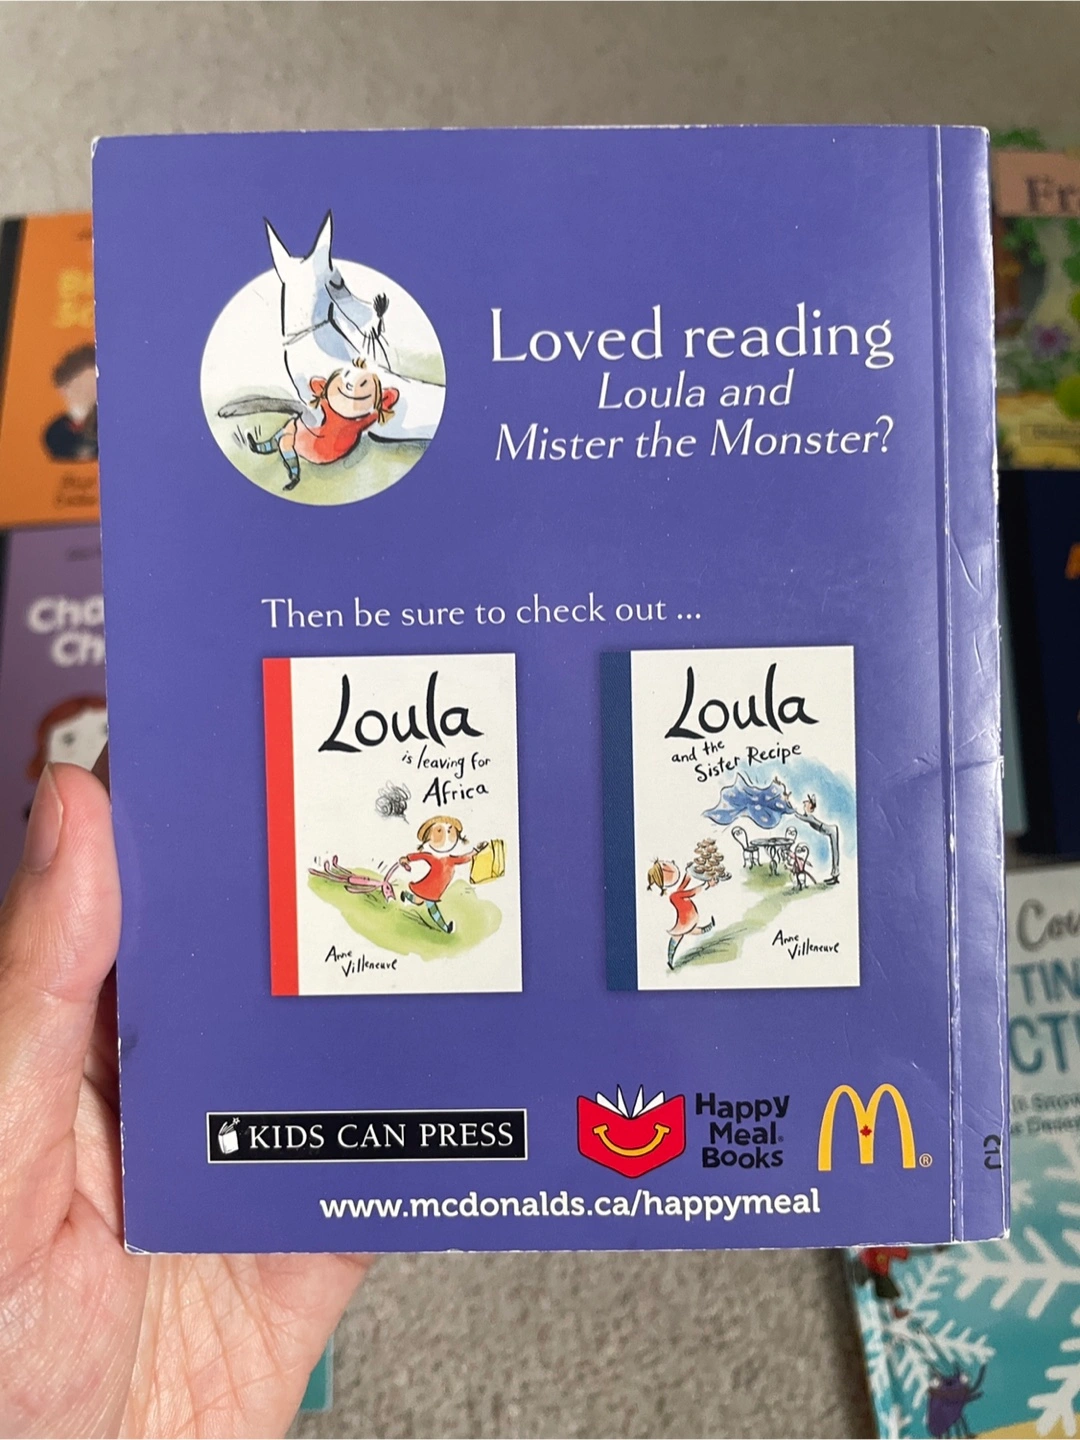 Loved reading
Loula and
Mister the Monster?
Then be sure to check out ...
Loula
is leaving for
Africa
Anne
Villeneuve
Loula
and the
Sister Recipe
Anne
Villeneuve
KIDS CAN PRESS
Happy
Meal
Books
®
www.mcdonalds.ca/happymeal